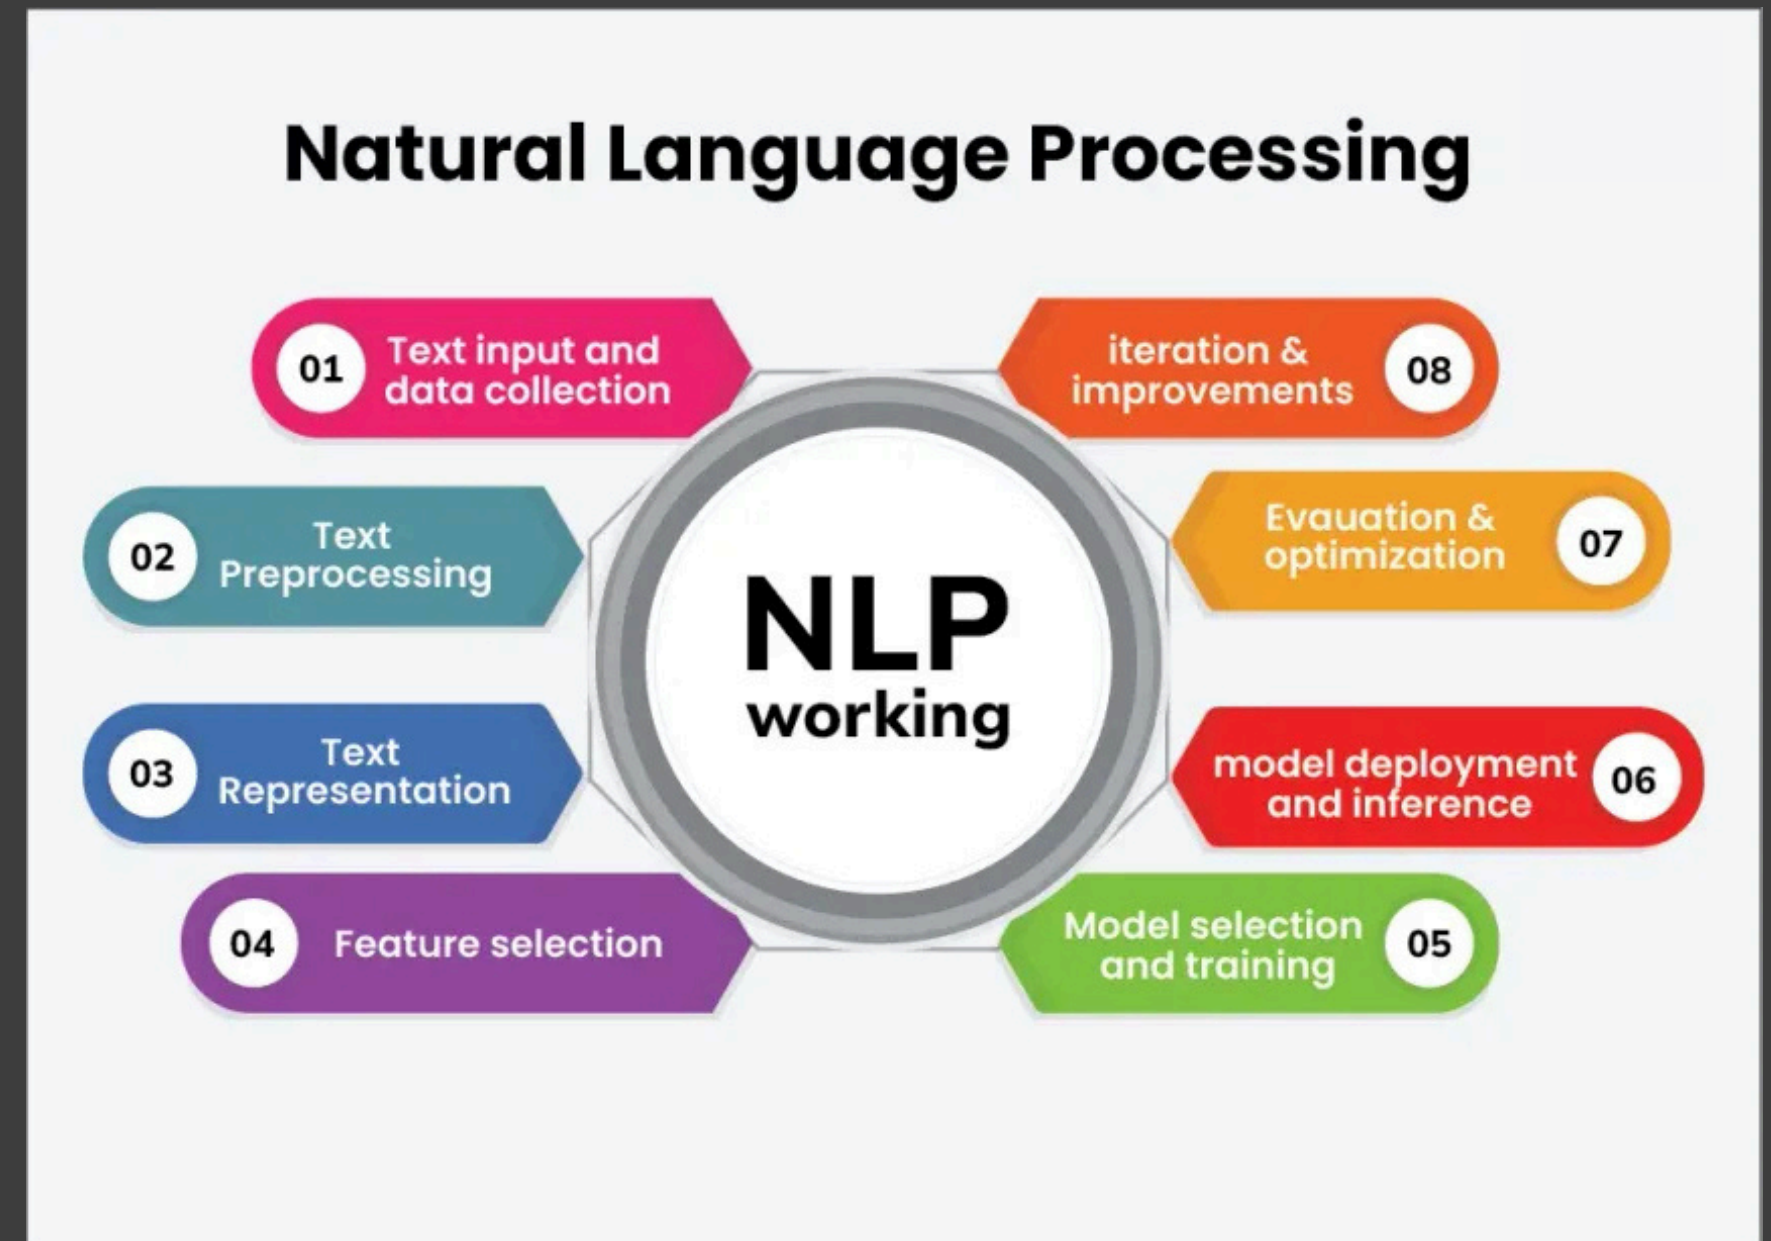 Natural Language Processing
01
Text input and
data collection
02
Text
Preprocessing
03
Text
Representation
04
Feature selection
NLP
working
iteration &
improvements
08
Evauation &
optimization
07
model deployment
and inference
06
Model selection
and training
05